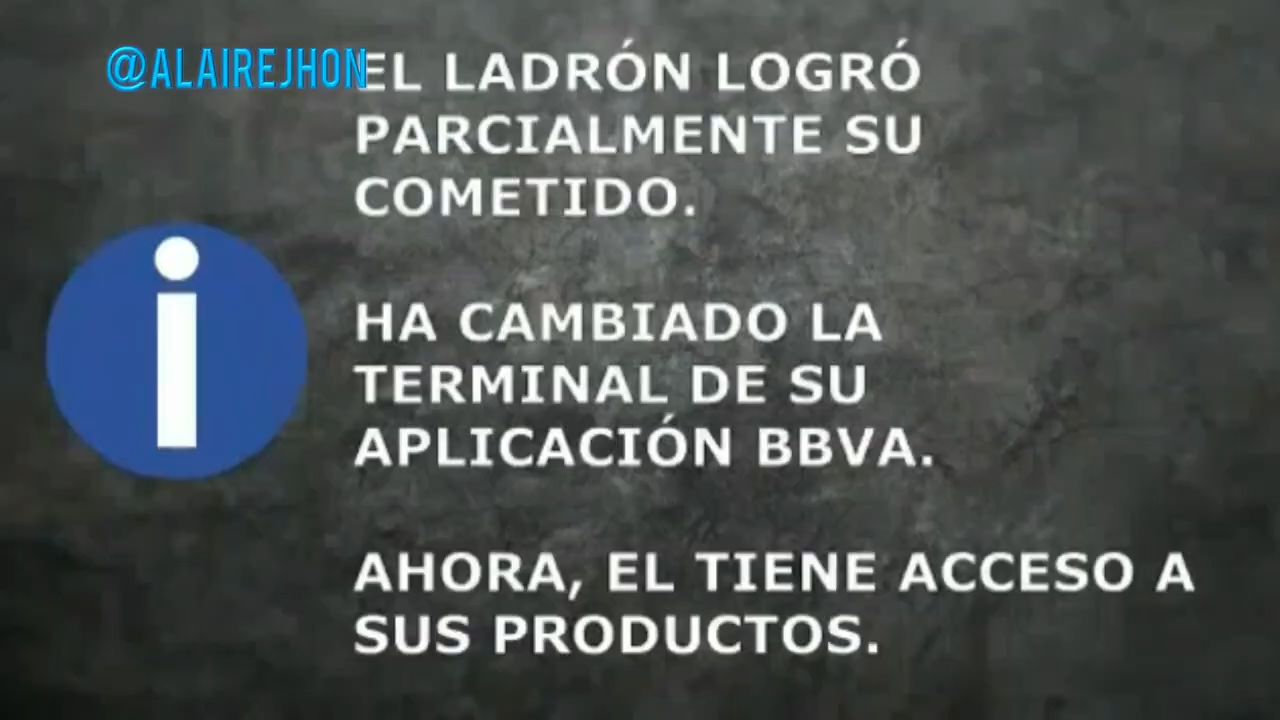 @ALAIREJHON
EL LADRÓN LOGRÓ
PARCIALMENTE SU
COMETIDO.
i
HA CAMBIADO LA
TERMINAL DE SU
APLICACIÓN BBVA.
AHORA, EL TIENE ACCESO A
SUS PRODUCTOS.